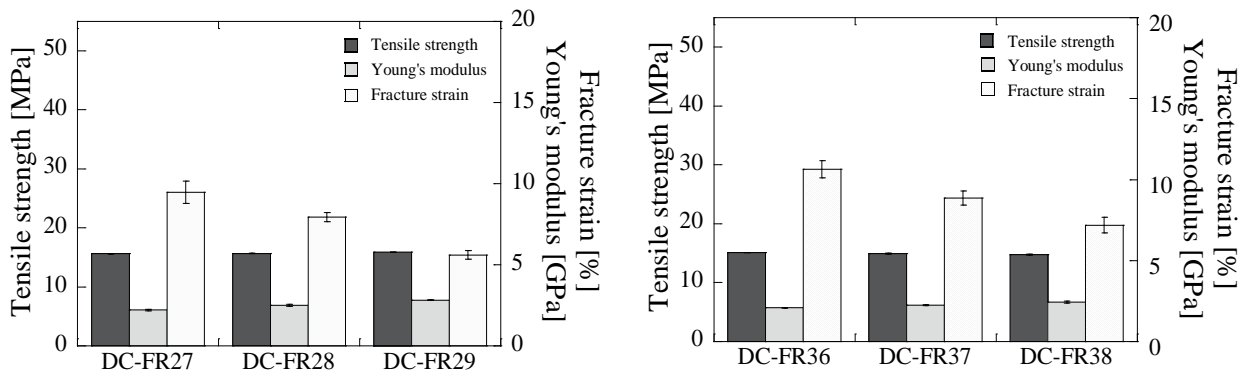 50
40
30
20
10
0
Tensile strength [MPa]
Tensile strength
Young's modulus
Fracture strain
20
15
10
5
0
Young's modulus [GPa]
Fracture strain [%]
DC-FR27
DC-FR28
DC-FR29
50
40
30
20
10
0
Tensile strength [MPa]
Tensile strength
Young's modulus
Fracture strain
20
15
10
5
0
Young's modulus [GPa]
Fracture strain [%]
DC-FR36
DC-FR37
DC-FR38